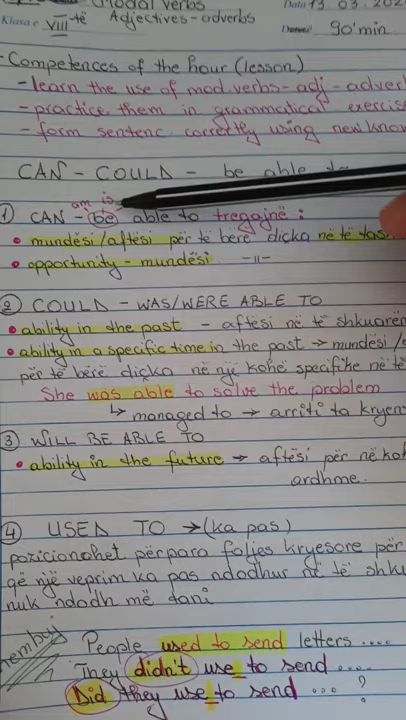 Modal verbs
Klasa e VIII-të Adjectives - adverbs Data 13 03.202
90' min
- Competences of the hour (lesson)
- learn the use of mod.verbs - adj - adver
- practice them in grammatical exercis
- form sentenc. correctly using new know
CAN - COULD - be able to
am is
① CAN - be able to tregojnë :
• mundësi/aftësi për të bërë diçka në të tash
• opportunity - mundësi -11-
② COULD - WAS/WERE ABLE TO
• ability in the past - aftësi në të shkuarën
• ability in a specific time in the past → mundësi /
për të bërë diçka në një kohë specifike në të
She was able to solve the problem
↳ managed to → arriti ta kryen
③ WILL BE ABLE TO
• ability in the future → aftësi për në ko
ardhme.
④ USED TO → (ka pas)
pozicionohet përpara foljes kryesore për
që një veprim ka pas ndodhur në të shku
nuk ndodh më tani
hembuj People used to send letters ....
They didn't use to send ....
Did they use to send ... ?